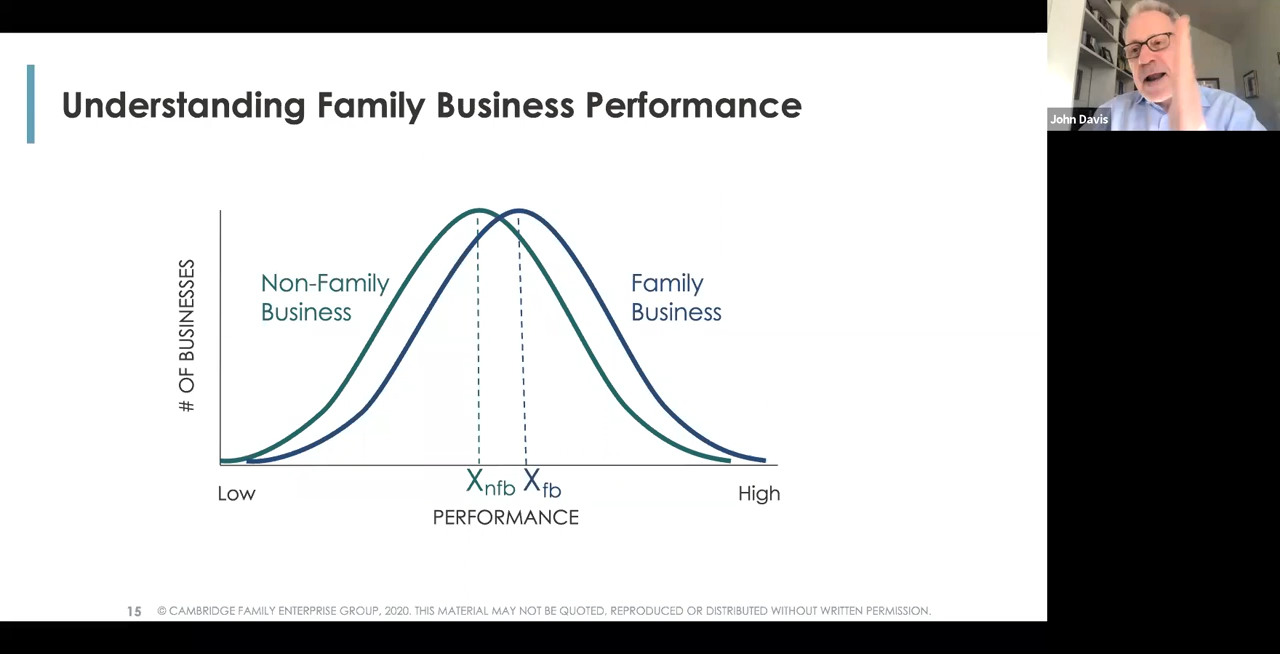 Understanding Family Business Performance
John Davis
# OF BUSINESSES
Non-Family
Business
Family
Business
Xnfb
Xfb
Low
High
PERFORMANCE
15 © CAMBRIDGE FAMILY ENTERPRISE GROUP, 2020. THIS MATERIAL MAY NOT BE QUOTED, REPRODUCED OR DISTRIBUTED WITHOUT WRITTEN PERMISSION.